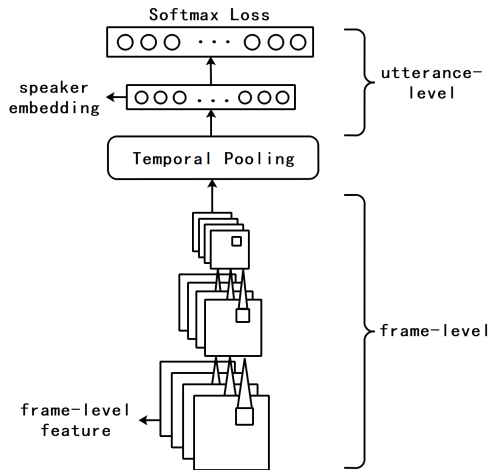 Softmax Loss
utterance-
level
speaker
embedding
Temporal Pooling
frame-level
frame-level
feature